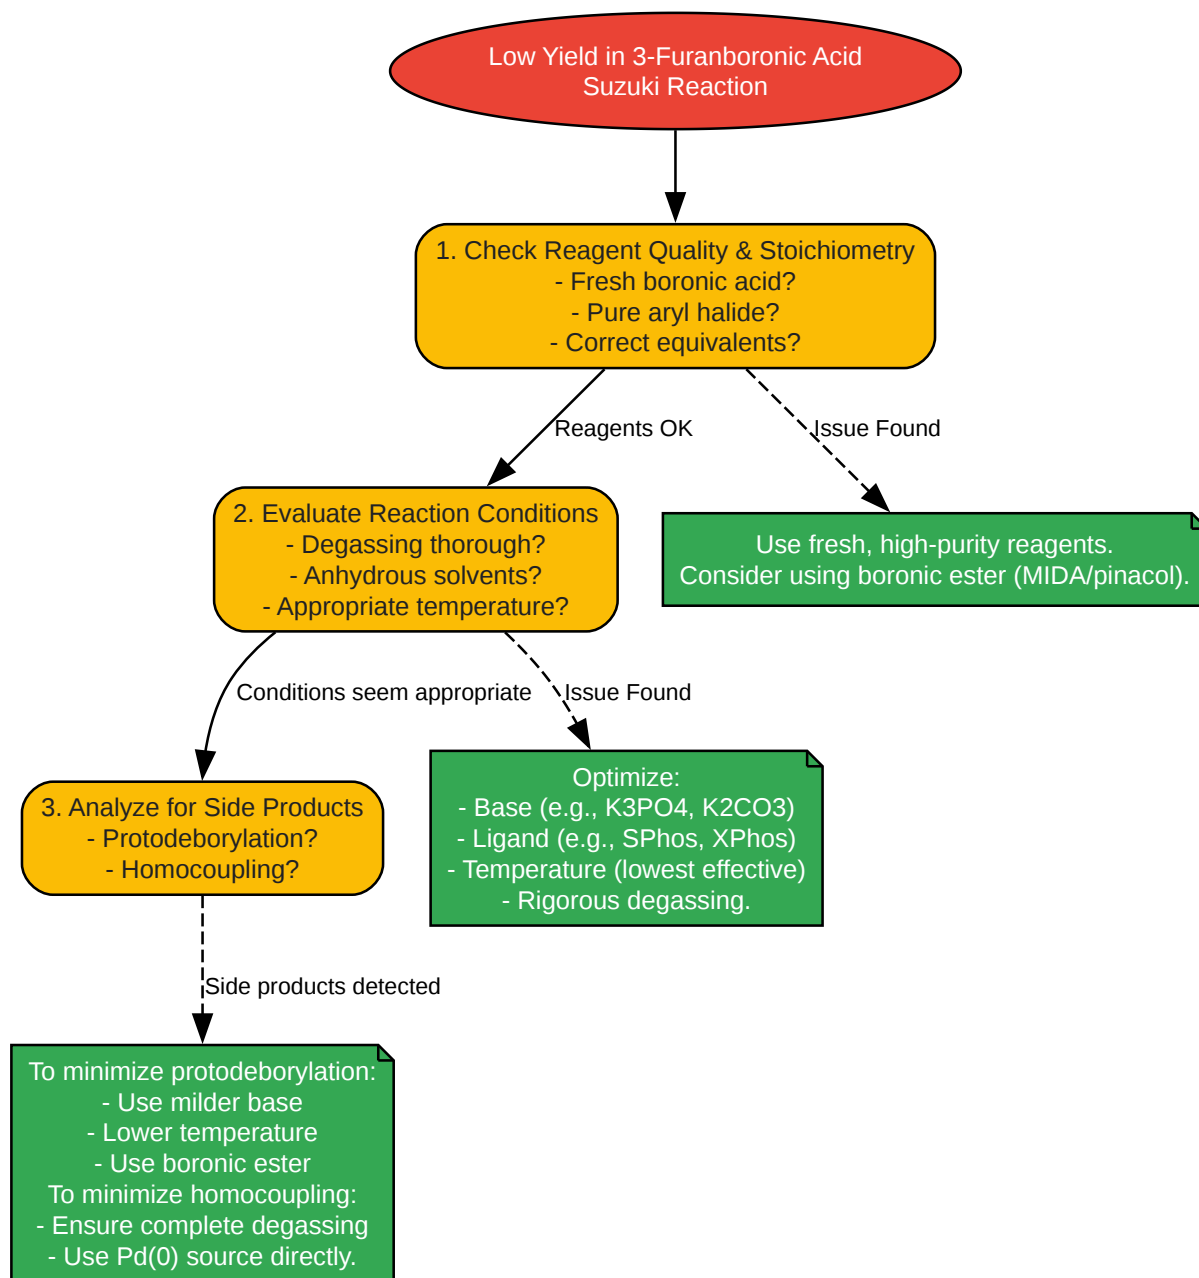 Low Yield in 3-Furanboronic Acid
Suzuki Reaction
1. Check Reagent Quality & Stoichiometry
- Fresh boronic acid?
- Pure aryl halide?
- Correct equivalents?
Reagents OK
Issue Found
2. Evaluate Reaction Conditions
- Degassing thorough?
- Anhydrous solvents?
- Appropriate temperature?
Use fresh, high-purity reagents.
Consider using boronic ester (MIDA/pinacol).
Conditions seem appropriate
Issue Found
3. Analyze for Side Products
- Protodeborylation?
- Homocoupling?
Optimize:
- Base (e.g., K3PO4, K2CO3)
- Ligand (e.g., SPhos, XPhos)
- Temperature (lowest effective)
- Rigorous degassing.
Side products detected
To minimize protodeborylation:
- Use milder base
- Lower temperature
- Use boronic ester
To minimize homocoupling:
- Ensure complete degassing
- Use Pd(0) source directly.